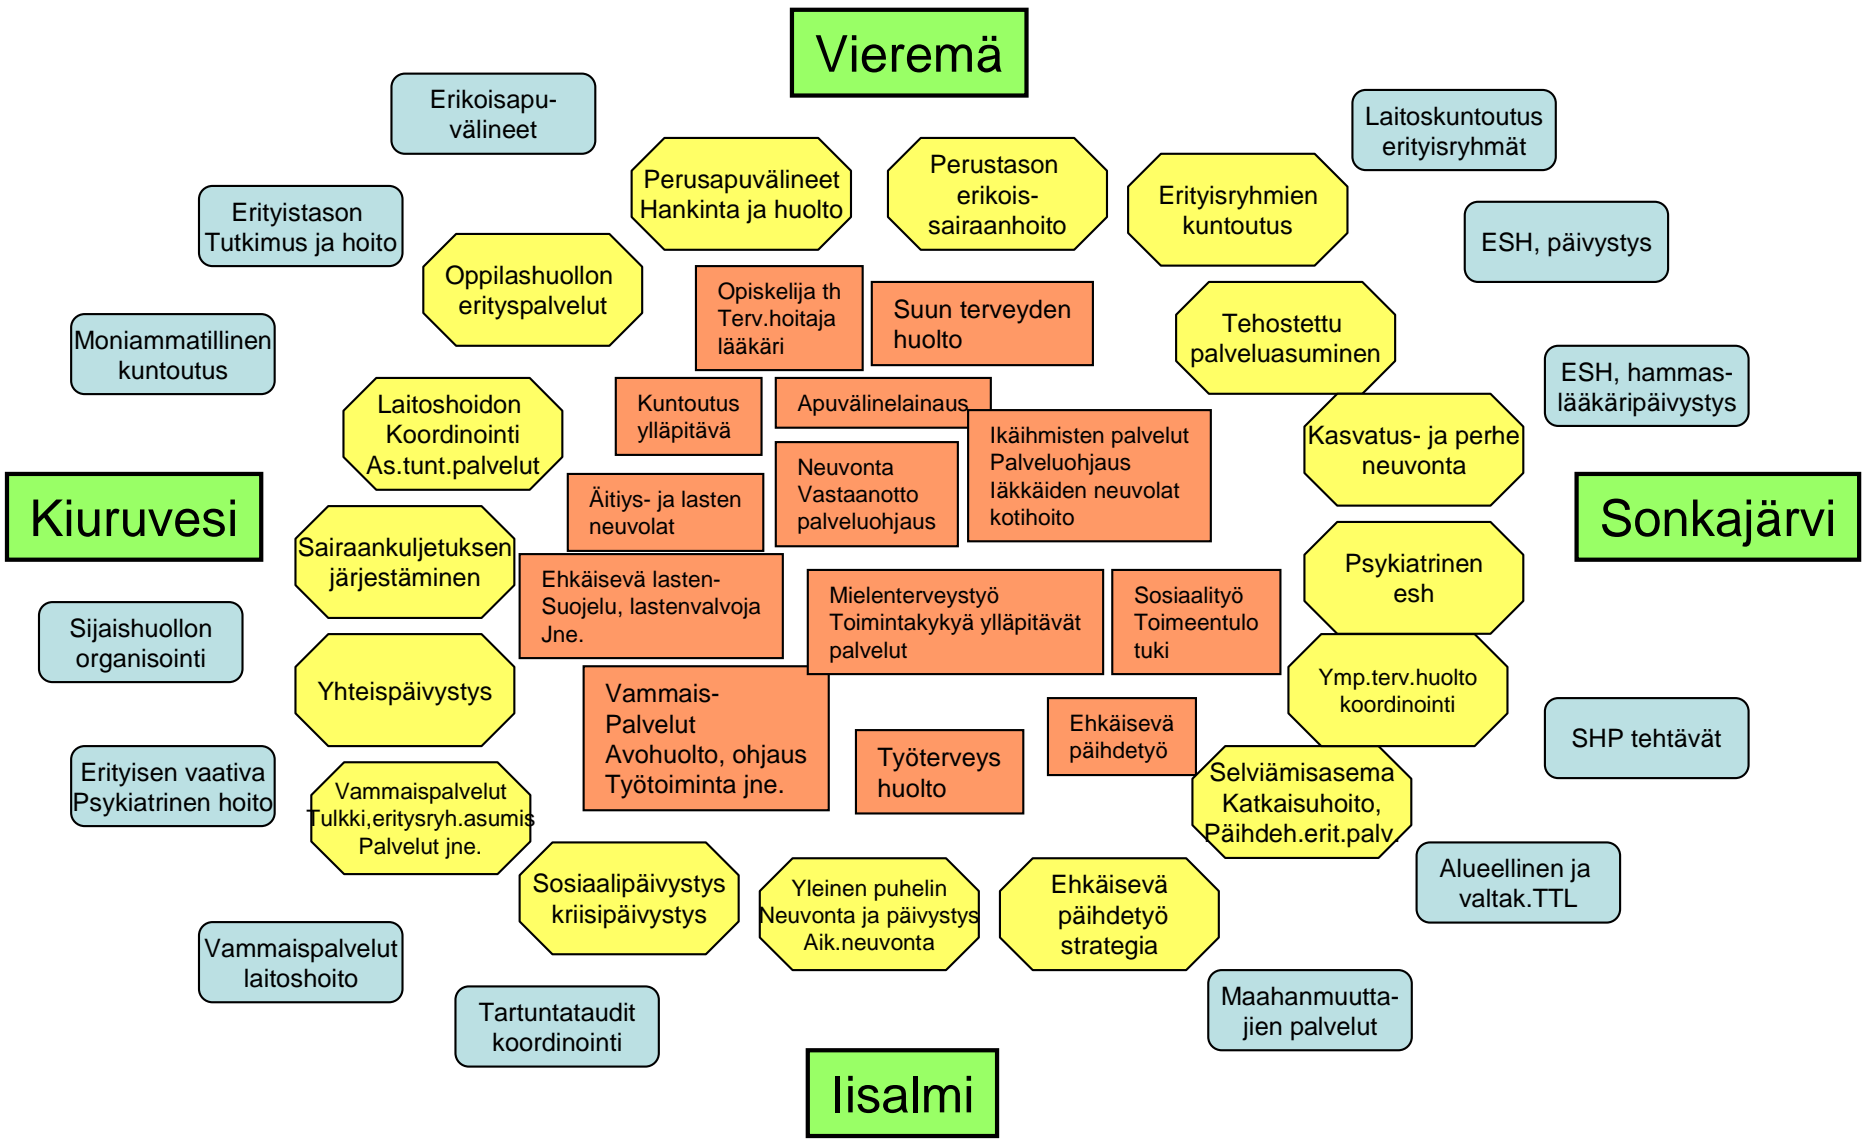 Vieremä
Erikoisapu-
välineet
Laitoskuntoutus
erityisryhmät
Perusapuvälineet
Hankinta ja huolto
Perustason
erikois-
sairaanhoito
Erityisryhmien
kuntoutus
Erityistason
Tutkimus ja hoito
ESH, päivystys
Oppilashuollon
erityspalvelut
Opiskelija th
Terv.hoitaja
lääkäri
Suun terveyden
huolto
Tehostettu
palveluasuminen
Moniammatillinen
kuntoutus
ESH, hammas-
lääkäripäivystys
Laitoshoidon
Koordinointi
As.tunt.palvelut
Kuntoutus
ylläpitävä
Apuvälinelainaus
Ikäihmisten palvelut
Palveluohjaus
Iäkkäiden neuvolat
kotihoito
Kasvatus- ja perhe
neuvonta
Neuvonta
Vastaanotto
palveluohjaus
Kiuruvesi
Äitiys- ja lasten
neuvolat
Sonkajärvi
Sairaankuljetuksen
järjestäminen
Ehkäisevä lasten-
Suojelu, lastenvalvoja
Jne.
Mielenterveystyö
Toimintakykyä ylläpitävät
palvelut
Sosiaalityö
Toimeentulo
tuki
Psykiatrinen
esh
Sijaishuollon
organisointi
Yhteispäivystys
Vammais-
Palvelut
Avohuolto, ohjaus
Työtoiminta jne.
Ymp.terv.huolto
koordinointi
Ehkäisevä
päihdetyö
SHP tehtävät
Työterveys
huolto
Erityisen vaativa
Psykiatrinen hoito
Vammaispalvelut
Tulkki,eritysryh.asumis
Palvelut jne.
Selviämisasema
Katkaisuhoito,
Päihdeh.erit.palv.
Sosiaalipäivystys
kriisipäivystys
Yleinen puhelin
Neuvonta ja päivystys
Aik.neuvonta
Ehkäisevä
päihdetyö
strategia
Alueellinen ja
valtak.TTL
Vammaispalvelut
laitoshoito
Tartuntataudit
koordinointi
Maahanmuutta-
jien palvelut
Iisalmi